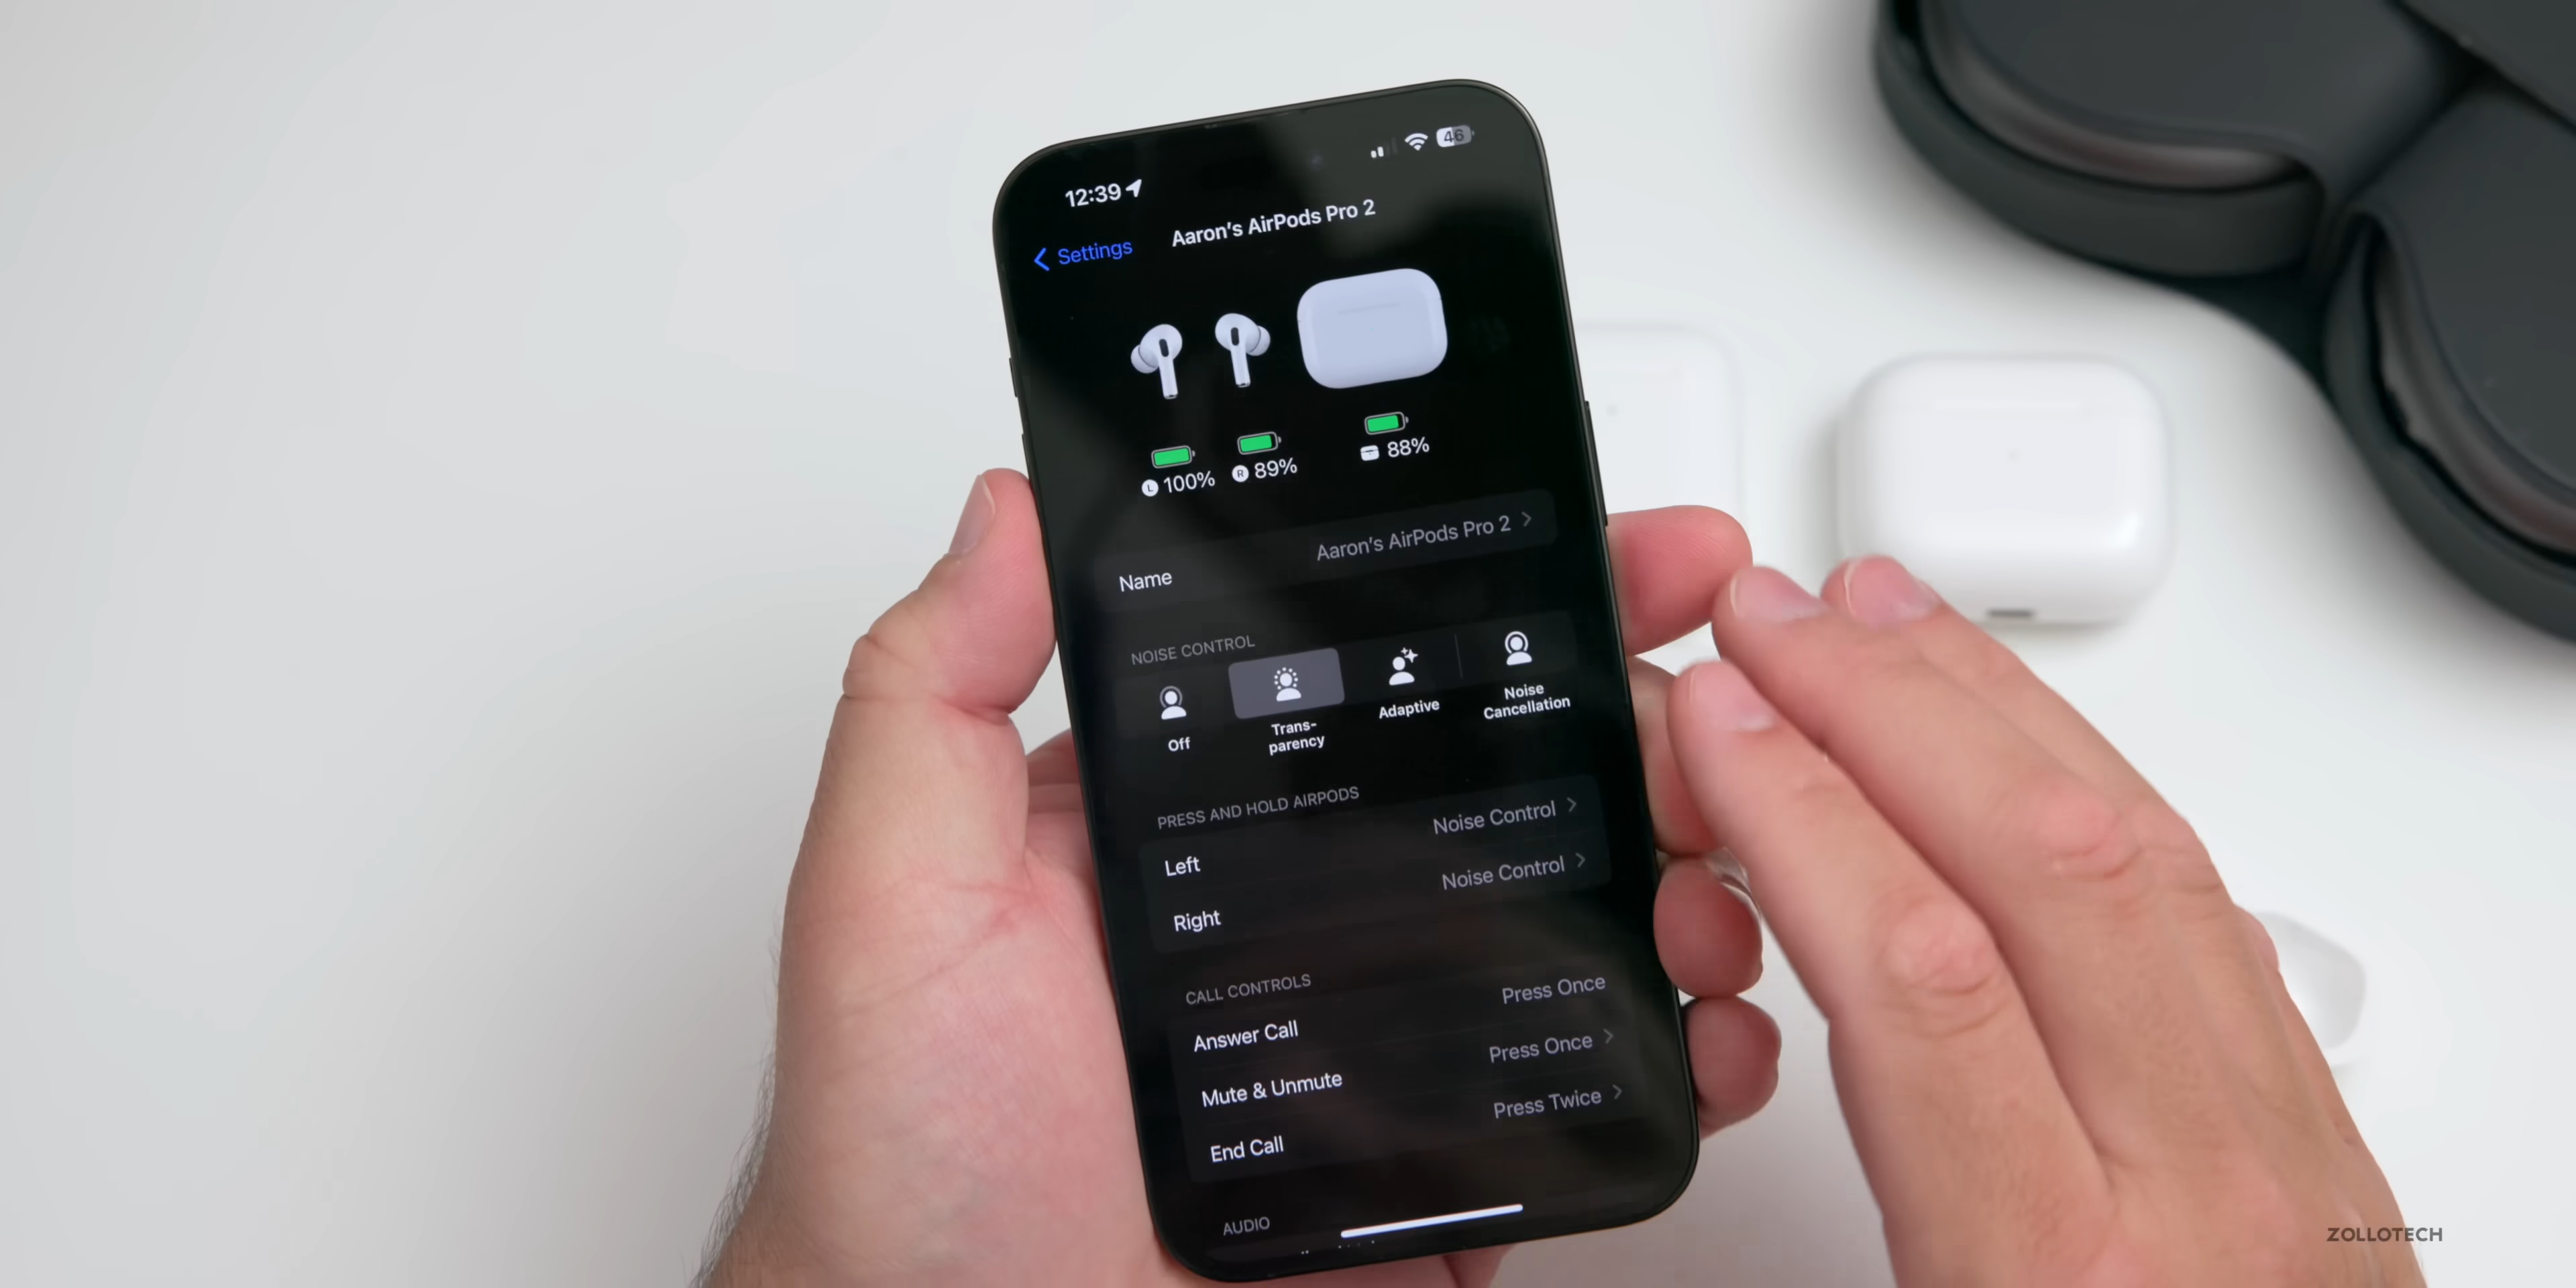 12:39
46
Settings
Aaron's AirPods Pro 2
L 100%
R 89%
88%
Name
Aaron's AirPods Pro 2
NOISE CONTROL
Off
Trans-
parency
Adaptive
Noise
Cancellation
PRESS AND HOLD AIRPODS
Left
Noise Control
Right
Noise Control
CALL CONTROLS
Answer Call
Press Once
Mute & Unmute
Press Once
End Call
Press Twice
AUDIO
ZOLLOTECH